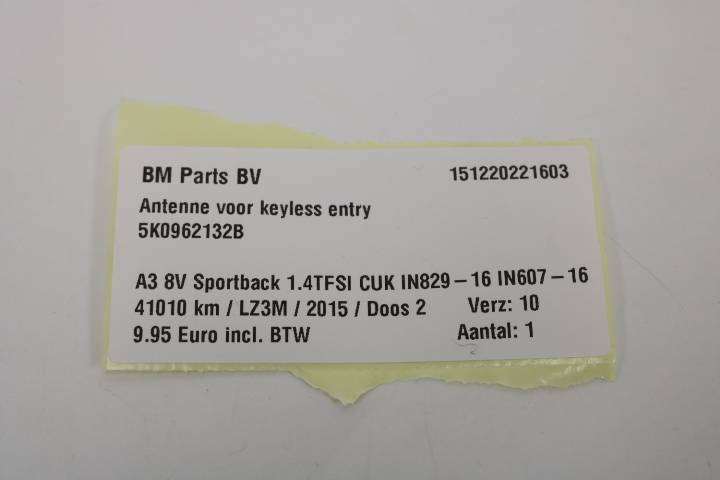 BM Parts BV 151220221603
Antenne voor keyless entry
5K0962132B
A3 8V Sportback 1.4TFSI CUK IN829-16 IN607-16
41010 km / LZ3M / 2015 / Doos 2 Verz: 10
9.95 Euro incl. BTW Aantal: 1